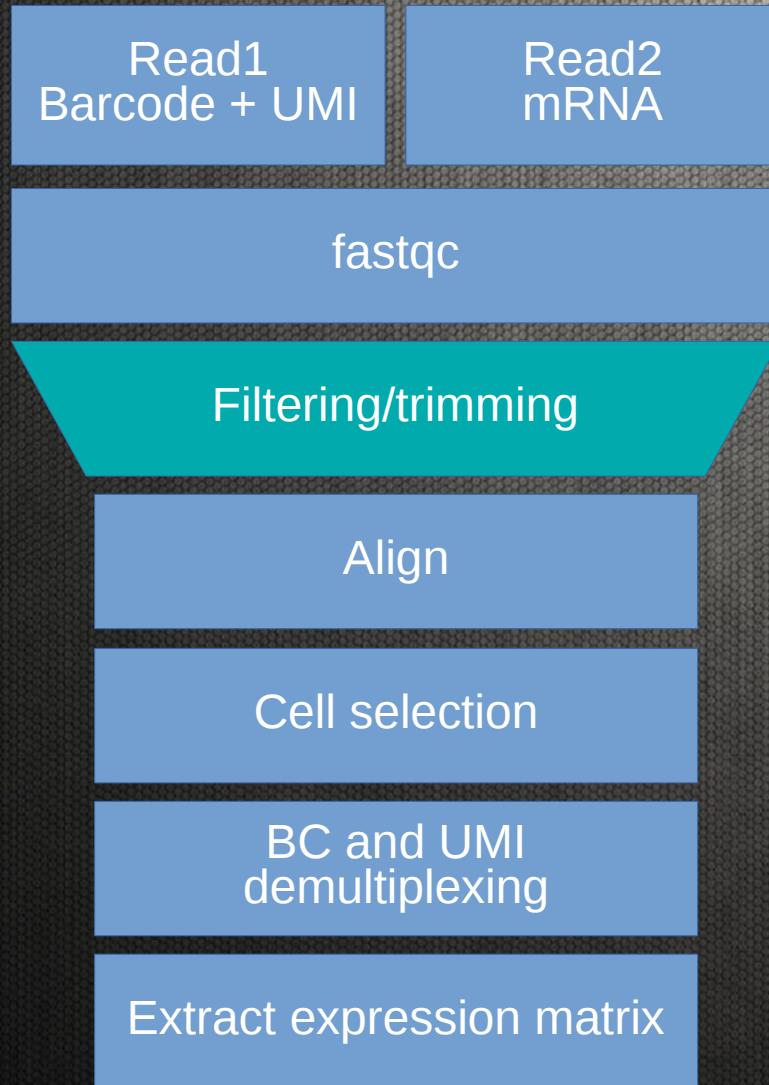 Read1
Barcode + UMI
Read2
mRNA
fastqc
Filtering/trimming
Align
Cell selection
BC and UMI
demultiplexing
Extract expression matrix